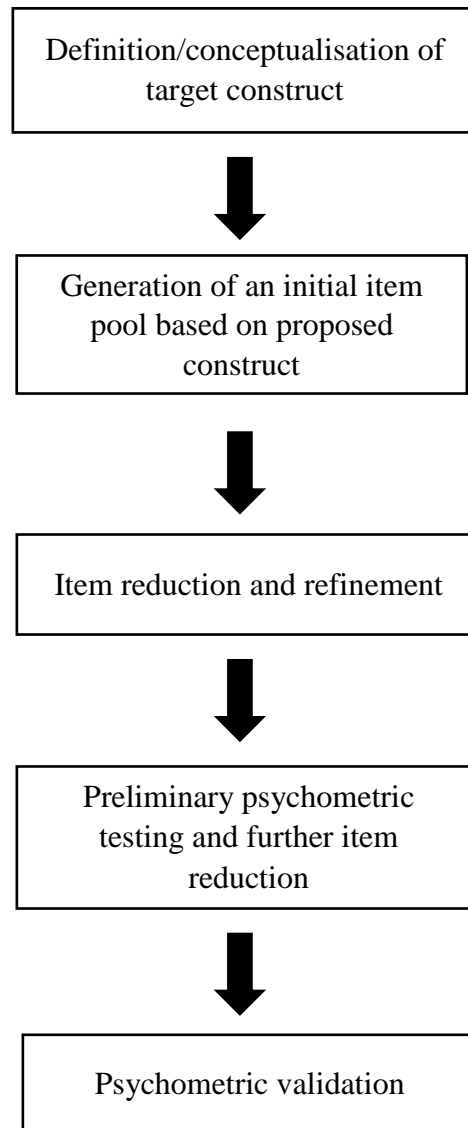 Definition/conceptualisation of
target construct
Generation of an initial item
pool based on proposed
construct
Item reduction and refinement
Preliminary psychometric
testing and further item
reduction
Psychometric validation